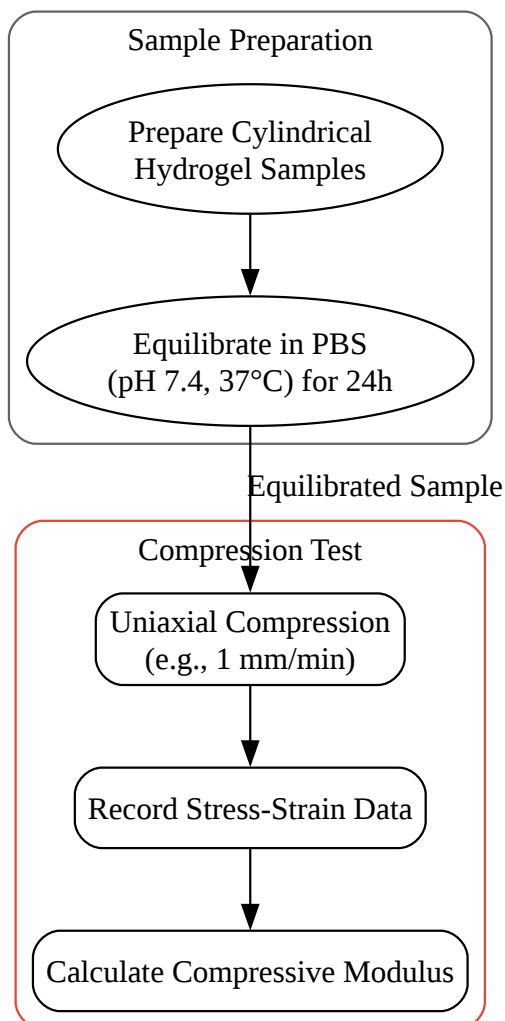 Sample Preparation
Prepare Cylindrical
Hydrogel Samples
Equilibrate in PBS
(pH 7.4, 37°C) for 24h
Equilibrated Sample
Compression Test
Uniaxial Compression
(e.g., 1 mm/min)
Record Stress-Strain Data
Calculate Compressive Modulus